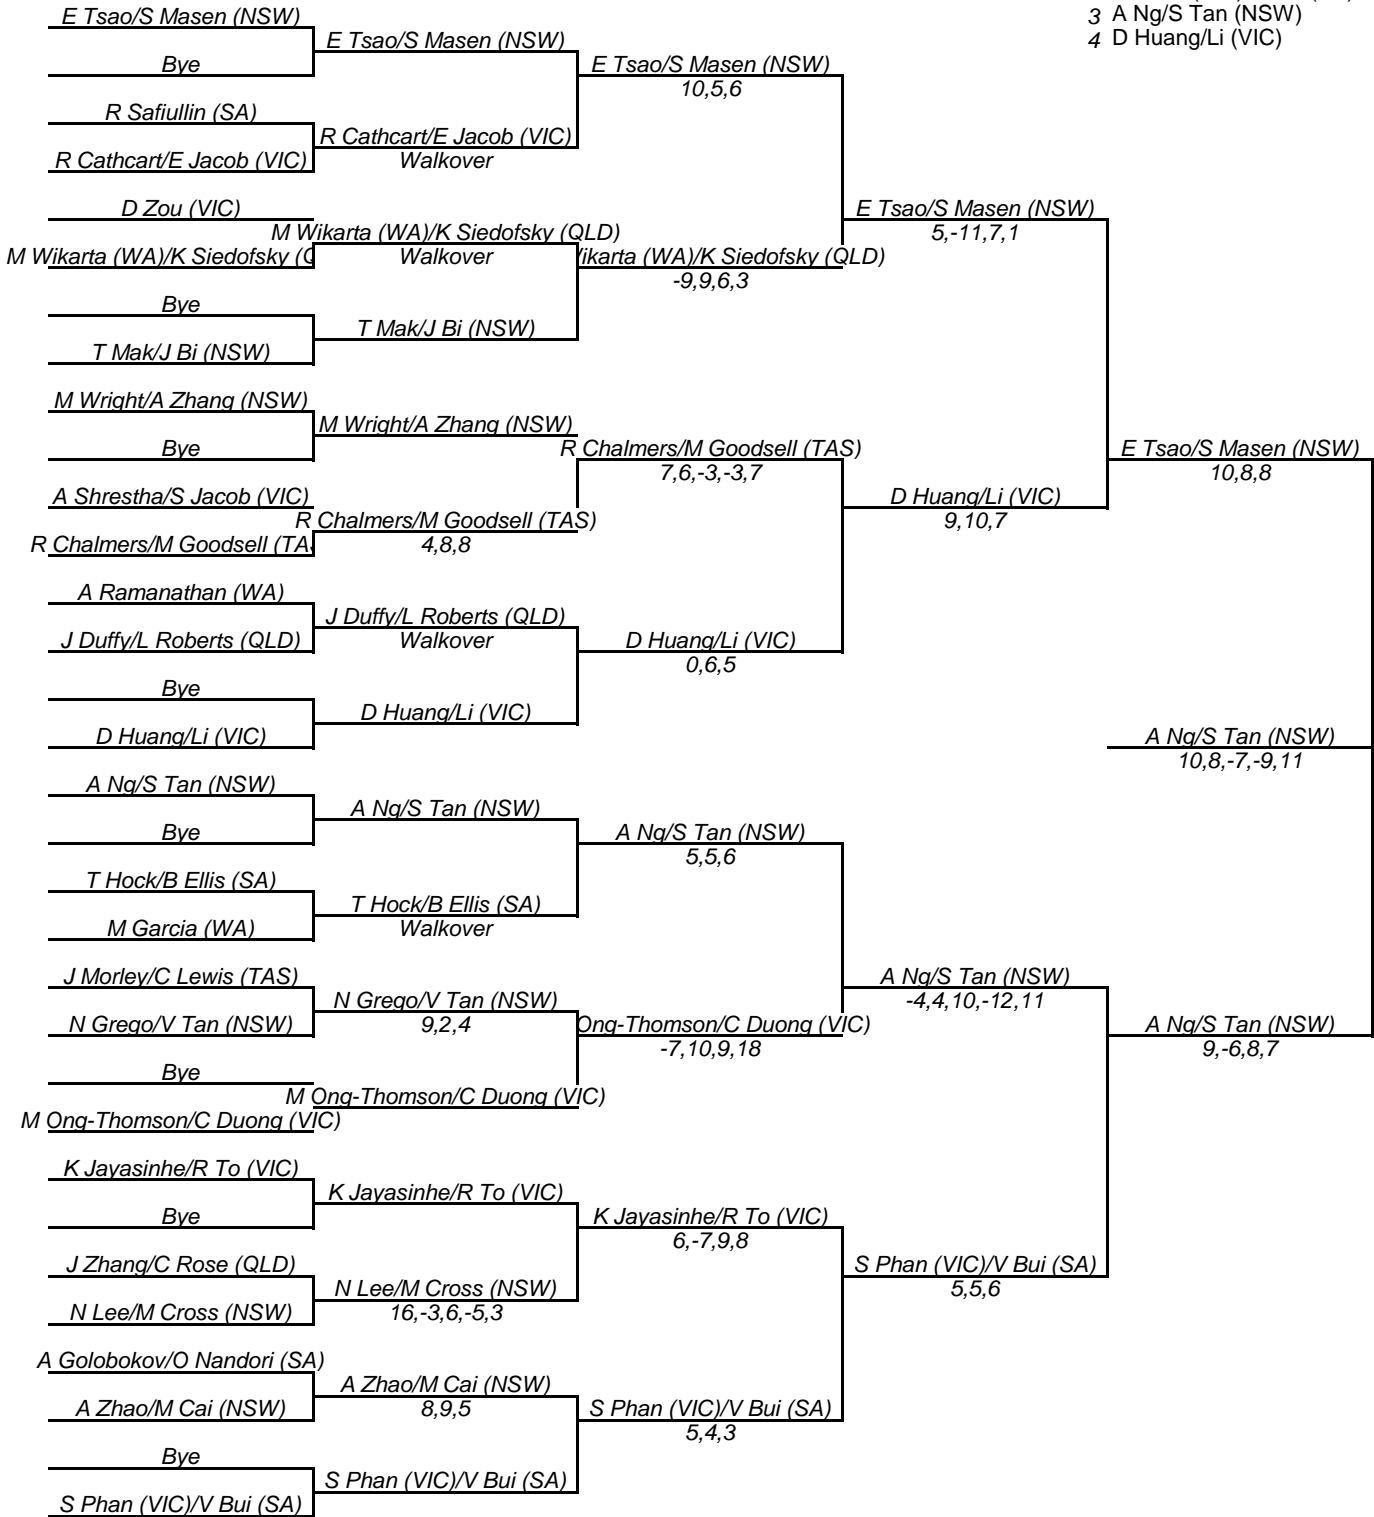 3 A Ng/S Tan (NSW)
4 D Huang/Li (VIC)
E Tsao/S Masen (NSW)
Bye
R Safiullin (SA)
R Cathcart/E Jacob (VIC)
D Zou (VIC)
M Wikarta (WA)/K Siedofsky (Q
Bye
T Mak/J Bi (NSW)
M Wright/A Zhang (NSW)
Bye
A Shrestha/S Jacob (VIC)
R Chalmers/M Goodsell (TAS
A Ramanathan (WA)
J Duffy/L Roberts (QLD)
Bye
D Huang/Li (VIC)
A Ng/S Tan (NSW)
Bye
T Hock/B Ellis (SA)
M Garcia (WA)
J Morley/C Lewis (TAS)
N Grego/V Tan (NSW)
Bye
M Ong-Thomson/C Duong (VIC)
K Jayasinhe/R To (VIC)
Bye
J Zhang/C Rose (QLD)
N Lee/M Cross (NSW)
A Golobokov/O Nandori (SA)
A Zhao/M Cai (NSW)
Bye
S Phan (VIC)/V Bui (SA)
E Tsao/S Masen (NSW)
R Cathcart/E Jacob (VIC)
Walkover
M Wikarta (WA)/K Siedofsky (QLD)
Walkover
T Mak/J Bi (NSW)
M Wright/A Zhang (NSW)
R Chalmers/M Goodsell (TAS)
4,8,8
J Duffy/L Roberts (QLD)
Walkover
D Huang/Li (VIC)
A Ng/S Tan (NSW)
T Hock/B Ellis (SA)
Walkover
N Grego/V Tan (NSW)
9,2,4
M Ong-Thomson/C Duong (VIC)
K Jayasinhe/R To (VIC)
N Lee/M Cross (NSW)
16,-3,6,-5,3
A Zhao/M Cai (NSW)
8,9,5
S Phan (VIC)/V Bui (SA)
E Tsao/S Masen (NSW)
10,5,6
ikarta (WA)/K Siedofsky (QLD)
-9,9,6,3
R Chalmers/M Goodsell (TAS)
7,6,-3,-3,7
D Huang/Li (VIC)
0,6,5
A Ng/S Tan (NSW)
5,5,6
Ong-Thomson/C Duong (VIC)
-7,10,9,18
K Jayasinhe/R To (VIC)
6,-7,9,8
S Phan (VIC)/V Bui (SA)
5,4,3
E Tsao/S Masen (NSW)
5,-11,7,1
D Huang/Li (VIC)
9,10,7
A Ng/S Tan (NSW)
-4,4,10,-12,11
S Phan (VIC)/V Bui (SA)
5,5,6
E Tsao/S Masen (NSW)
10,8,8
A Ng/S Tan (NSW)
9,-6,8,7
A Ng/S Tan (NSW)
10,8,-7,-9,11